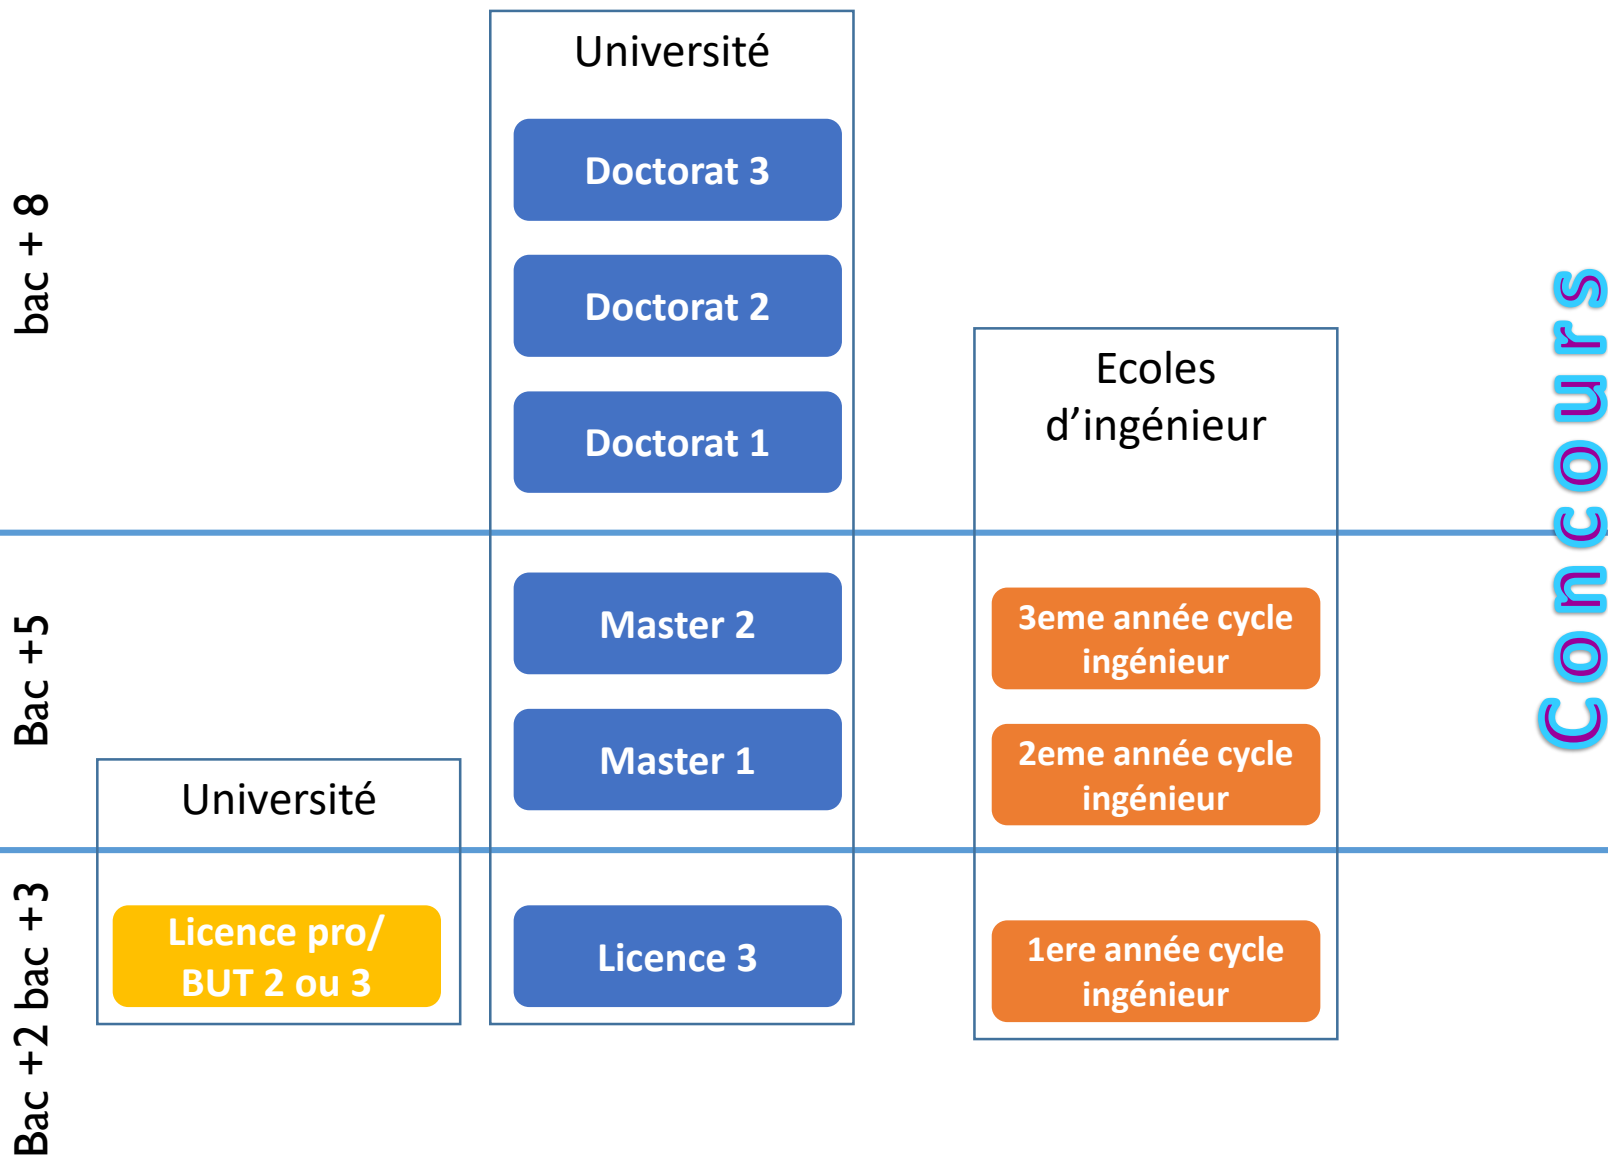 Université
Doctorat 3
Doctorat 2
Doctorat 1
bac + 8
Ecoles
d’ingénieur
Concours
Master 2
Master 1
Bac +5
3eme année cycle
ingénieur
2eme année cycle
ingénieur
Université
Licence pro/
BUT 2 ou 3
Licence 3
1ere année cycle
ingénieur
Bac +2 bac +3